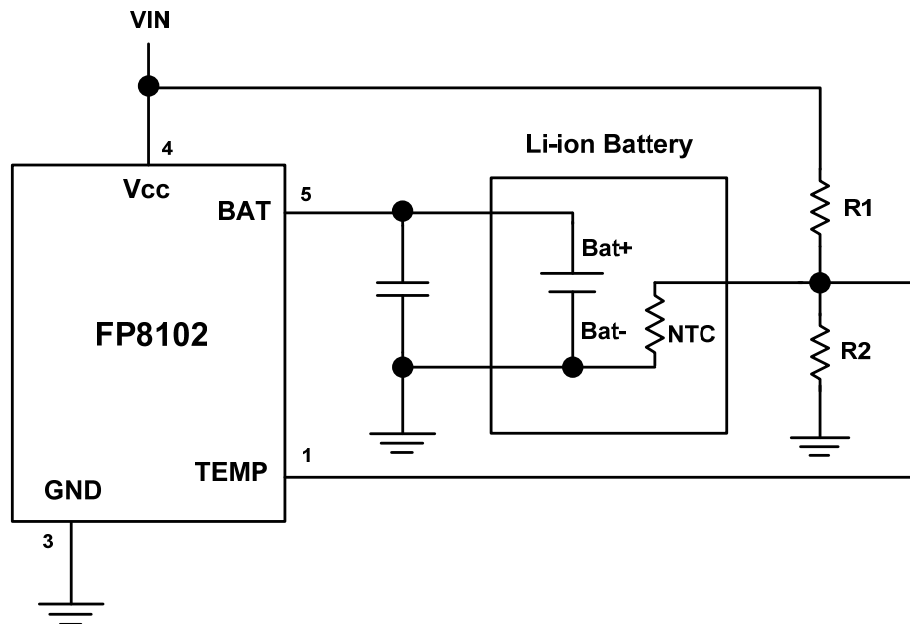 VIN
4
Vcc
Li-ion Battery
BAT
5
R1
Bat+
FP8102
Bat-
NTC
R2
TEMP
1
GND
3